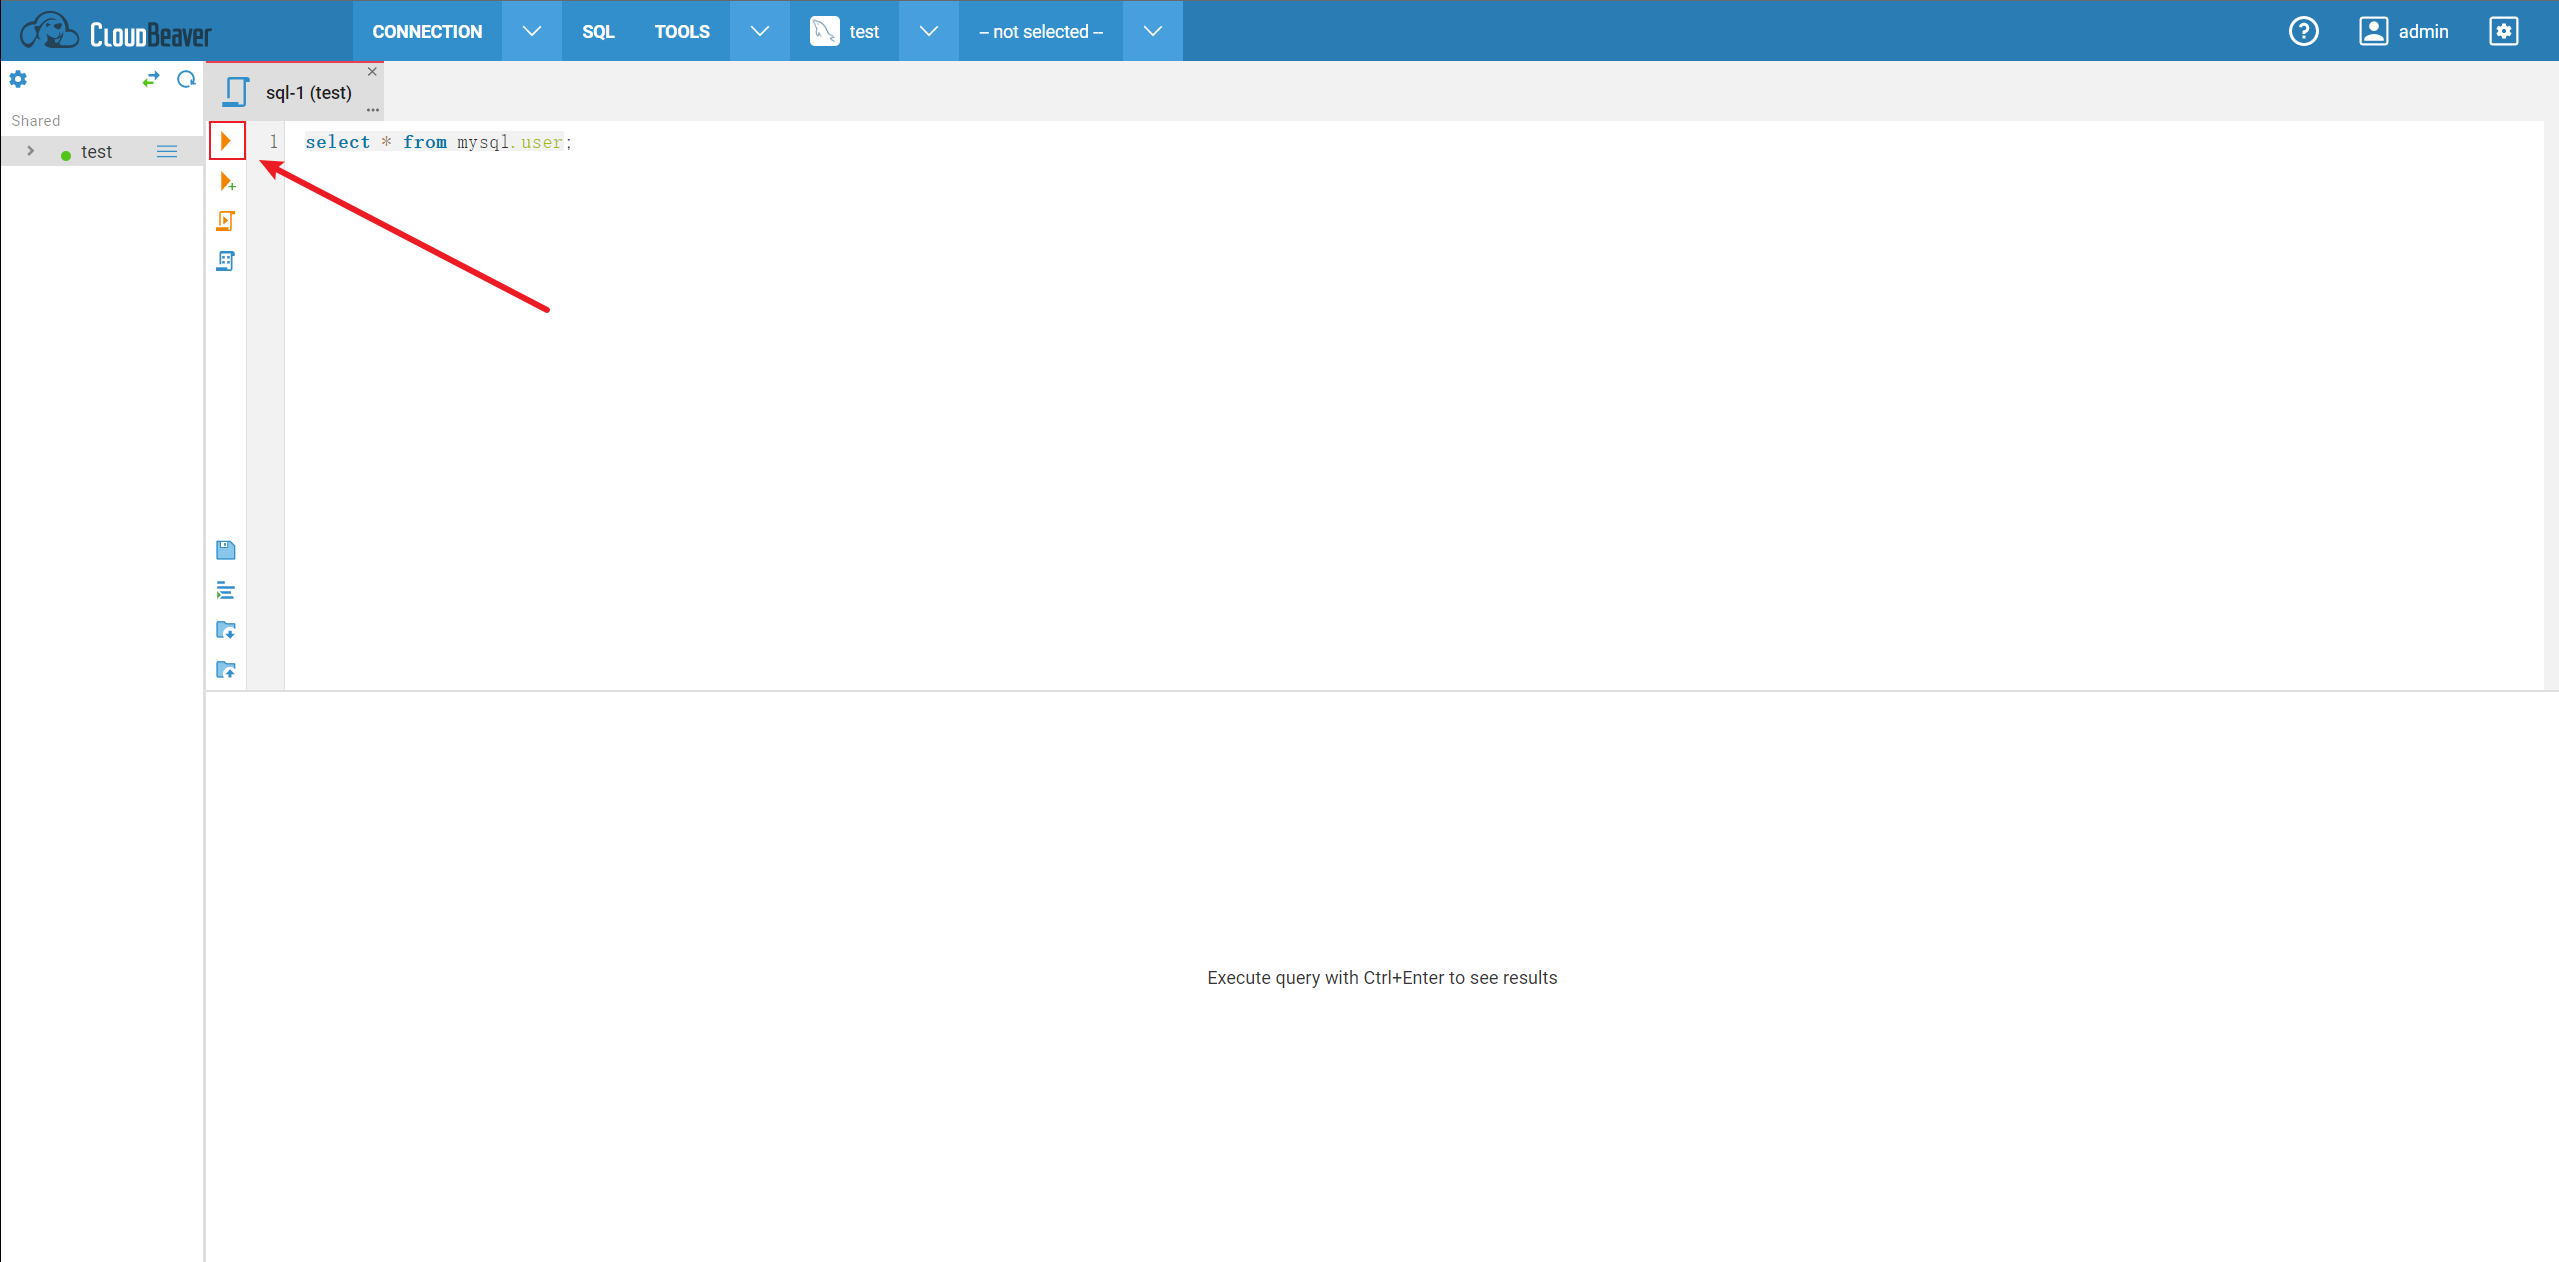 CloudBeaver CONNECTION SQL TOOLS test – not selected – admin
sql-1 (test)
Shared
test
1 select * from mysql.user;
Execute query with Ctrl+Enter to see results